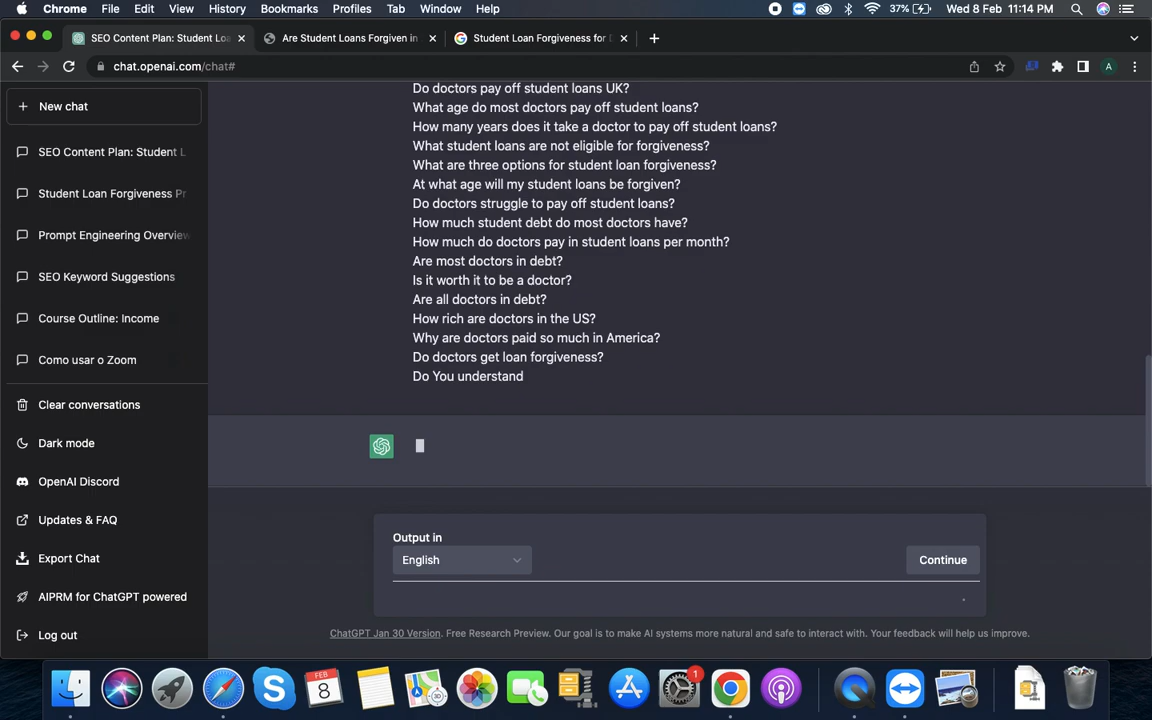 Chrome File Edit View History Bookmarks Profiles Tab Window Help 37% Wed 8 Feb 11:14 PM
SEO Content Plan: Student Loa
Are Student Loans Forgiven in
Student Loan Forgiveness for D
chat.openai.com/chat#
A
New chat
SEO Content Plan: Student L
Student Loan Forgiveness Pr
Prompt Engineering Overview
SEO Keyword Suggestions
Course Outline: Income
Como usar o Zoom
Clear conversations
Dark mode
OpenAI Discord
Updates & FAQ
Export Chat
AIPRM for ChatGPT powered
Log out
Do doctors pay off student loans UK?
What age do most doctors pay off student loans?
How many years does it take a doctor to pay off student loans?
What student loans are not eligible for forgiveness?
What are three options for student loan forgiveness?
At what age will my student loans be forgiven?
Do doctors struggle to pay off student loans?
How much student debt do most doctors have?
How much do doctors pay in student loans per month?
Are most doctors in debt?
Is it worth it to be a doctor?
Are all doctors in debt?
How rich are doctors in the US?
Why are doctors paid so much in America?
Do doctors get loan forgiveness?
Do You understand
Output in
English
Continue
ChatGPT Jan 30 Version. Free Research Preview. Our goal is to make AI systems more natural and safe to interact with. Your feedback will help us improve.
FEB
8
1